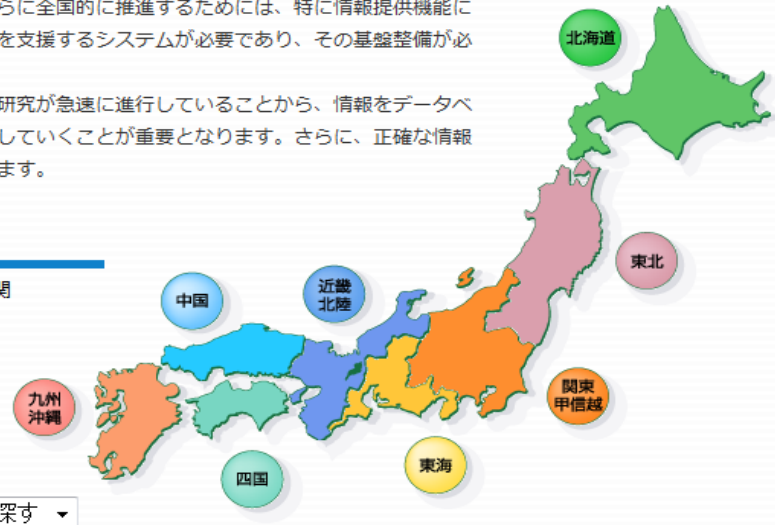 らに全国的に推進するためには、特に情報提供機能に
を支援するシステムが必要であり、その基盤整備が必
研究が急速に進行していることから、情報をデータベ
していくことが重要となります。さらに、正確な情報
ます。
関
北海道
東北
近畿
北陸
中国
九州
沖縄
関東
甲信越
東海
四国
探す